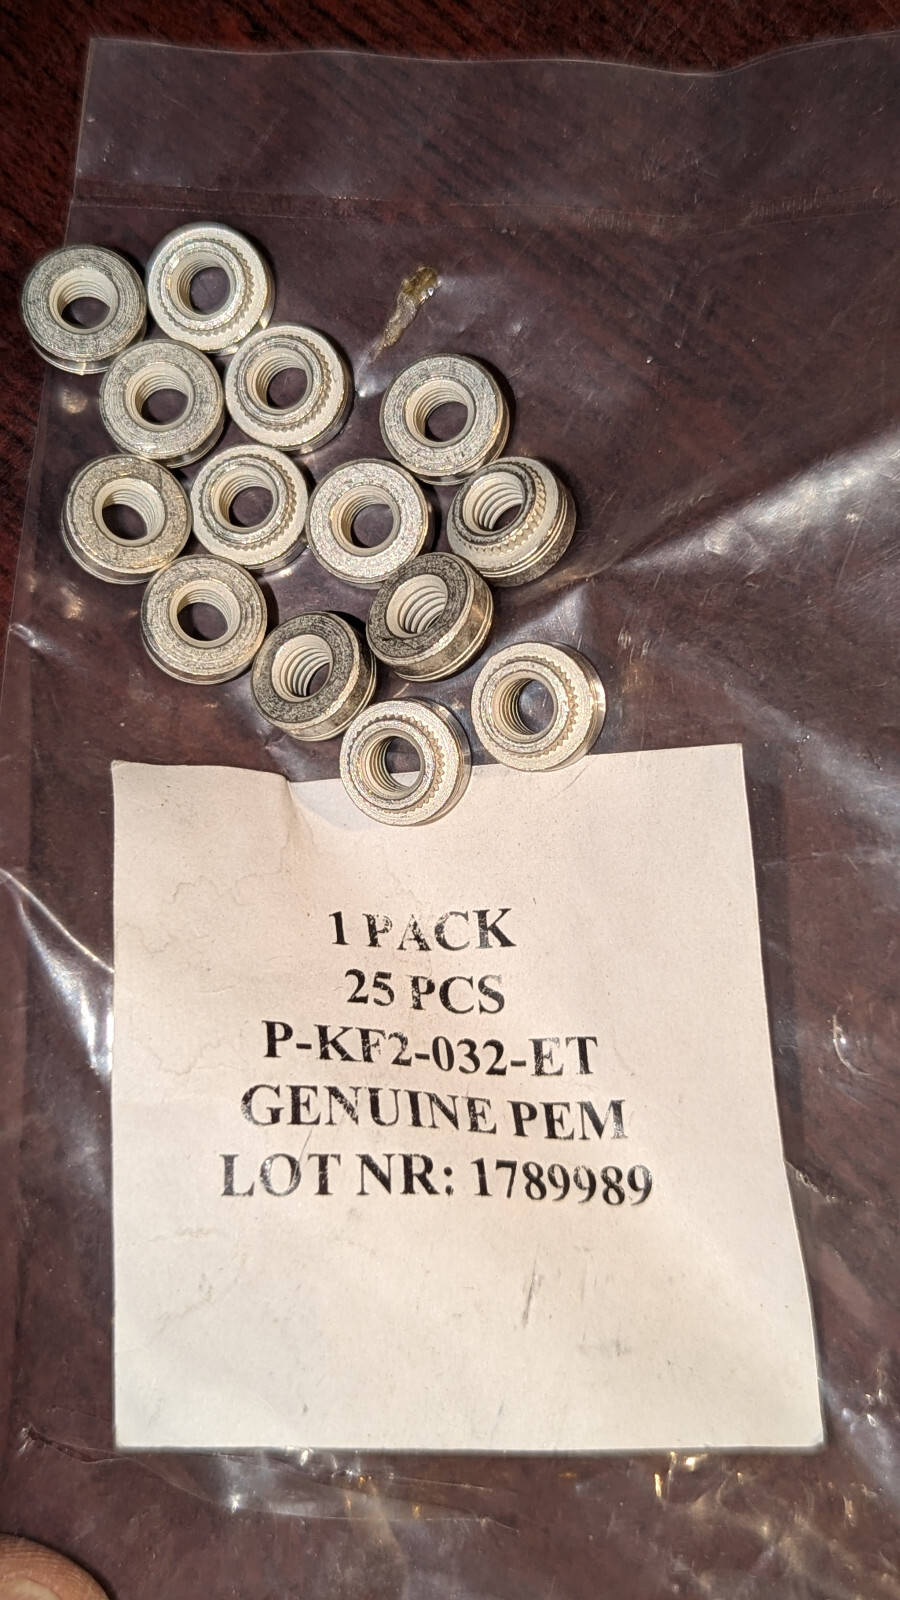 1 PACK
25 PCS
P-KF2-032-ET
GENUINE PEM
LOT NR: 1789989